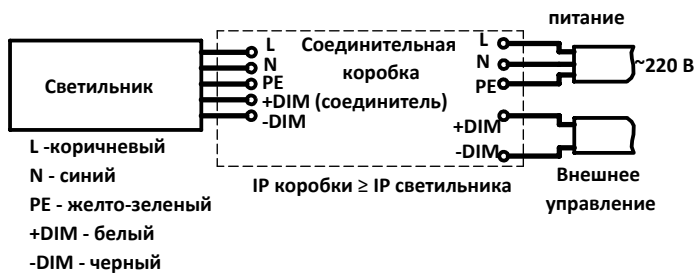 питание
L
N
PE
+DIM
-DIM
Светильник
Соединительная
коробка
(соединитель)
L
N
PE
+DIM
-DIM
~220 В
L -коричневый
N - синий
PE - желто-зеленый
+DIM - белый
-DIM - черный
IP коробки ≥ IP светильника
Внешнее
управление